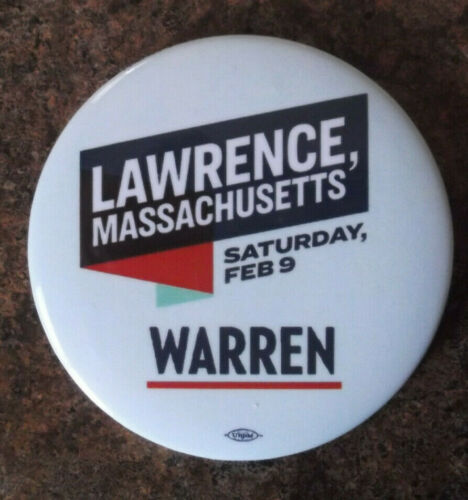 LAWRENCE,
MASSACHUSETTS
SATURDAY,
FEB 9
WARREN